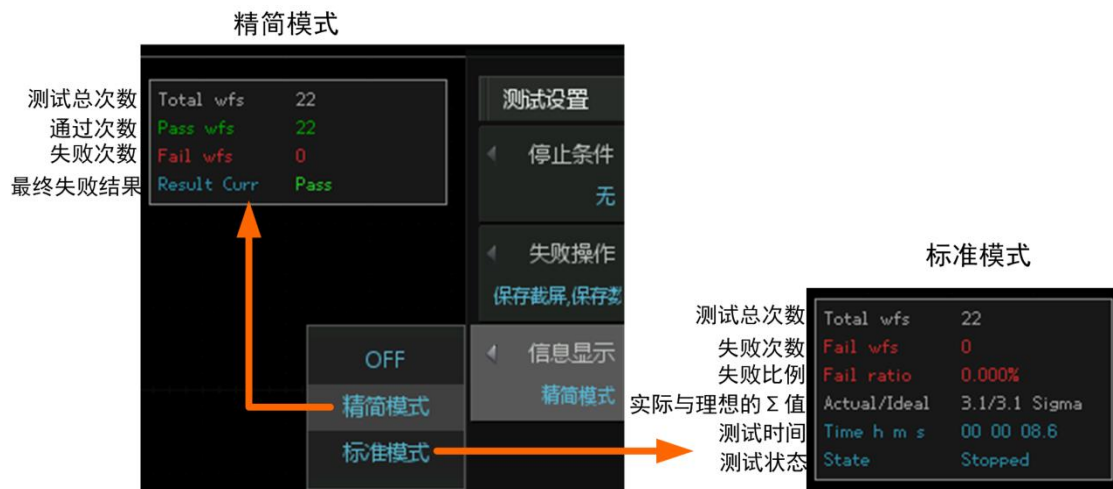 精简模式
测试总次数
通过次数
失败次数
最终失败结果
Total wfs 22
Pass wfs 22
Fail wfs 0
Result Curr Pass
测试设置
停止条件
无
失败操作
保存截屏,保存数
信息显示
精简模式
OFF
精简模式
标准模式
标准模式
测试总次数
失败次数
失败比例
实际与理想的Σ值
测试时间
测试状态
Total wfs 22
Fail wfs 0
Fail ratio 0.000%
Actual/Ideal 3.1/3.1 Sigma
Time h m s 00 00 08.6
State Stopped